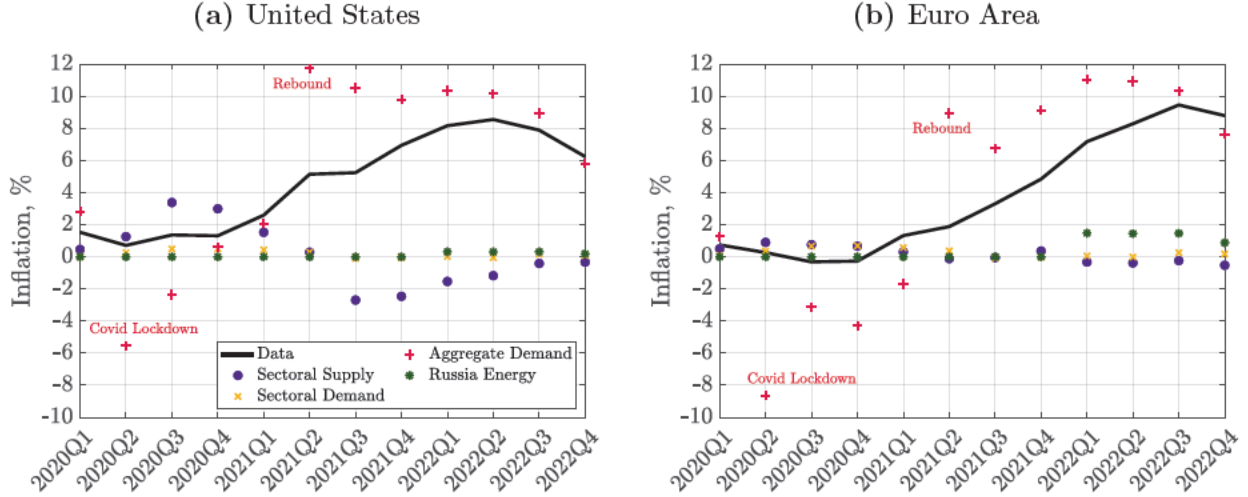 (a) United States
12
10
8
6
4
2
0
-2
-4
-6
-8
-10
Inflation, %
Rebound
Covid Lockdown
Data
Sectoral Supply
Sectoral Demand
Aggregate Demand
Russia Energy
2020Q1
2020Q2
2020Q3
2020Q4
2021Q1
2021Q2
2021Q3
2021Q4
2022Q1
2022Q2
2022Q3
2022Q4
(b) Euro Area
12
10
8
6
4
2
0
-2
-4
-6
-8
-10
Inflation, %
Rebound
Covid Lockdown
2020Q1
2020Q2
2020Q3
2020Q4
2021Q1
2021Q2
2021Q3
2021Q4
2022Q1
2022Q2
2022Q3
2022Q4